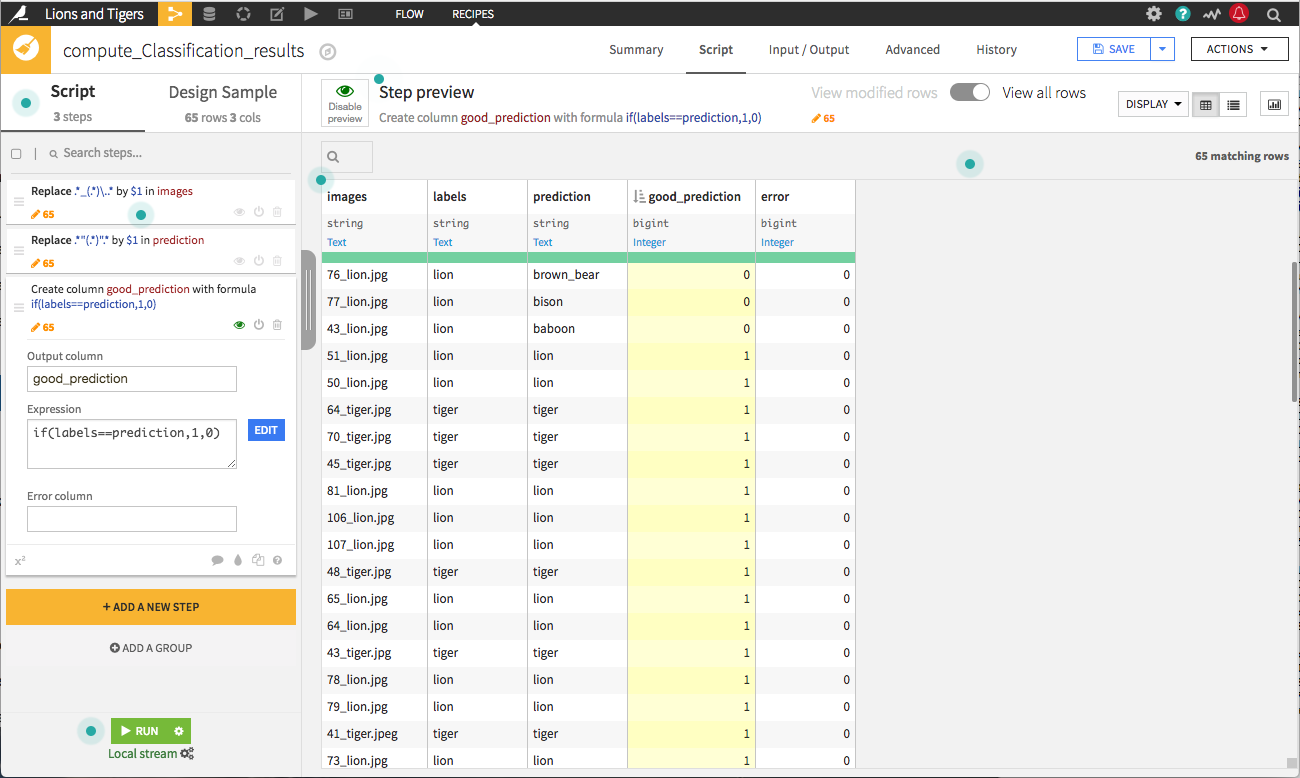 Lions and Tigers FLOW RECIPES
compute_Classification_results Summary Script Input / Output Advanced History SAVE ACTIONS
Script Design Sample
3 steps 65 rows 3 cols
Disable preview
Step preview
Create column good_prediction with formula if(labels==prediction,1,0)
View modified rows View all rows
65
DISPLAY
Search steps...
65 matching rows
Replace .*_(.*)\..* by $1 in images
65
Replace .*"(.*)".* by $1 in prediction
65
Create column good_prediction with formula
if(labels==prediction,1,0)
65
Output column
good_prediction
Expression
if(labels==prediction,1,0)
EDIT
Error column
x²
+ ADD A NEW STEP
ADD A GROUP
RUN
Local stream
images labels prediction good_prediction error
string string string bigint bigint
Text Text Text Integer Integer
76_lion.jpg lion brown_bear 0 0
77_lion.jpg lion bison 0 0
43_lion.jpg lion baboon 0 0
51_lion.jpg lion lion 1 0
50_lion.jpg lion lion 1 0
64_tiger.jpg tiger tiger 1 0
70_tiger.jpg tiger tiger 1 0
45_tiger.jpg tiger tiger 1 0
81_lion.jpg lion lion 1 0
106_lion.jpg lion lion 1 0
107_lion.jpg lion lion 1 0
48_tiger.jpg tiger tiger 1 0
65_lion.jpg lion lion 1 0
64_lion.jpg lion lion 1 0
43_tiger.jpg tiger tiger 1 0
78_lion.jpg lion lion 1 0
79_lion.jpg lion lion 1 0
41_tiger.jpeg tiger tiger 1 0
73_lion.jpg lion lion 1 0